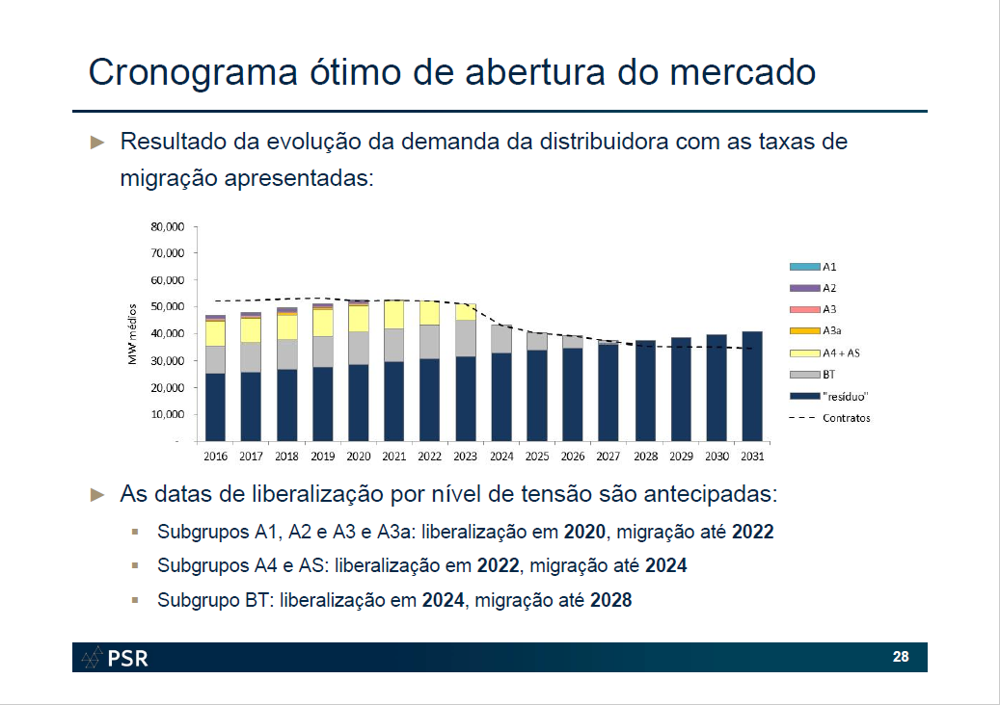 Cronograma ótimo de abertura do mercado
► Resultado da evolução da demanda da distribuidora com as taxas de
migração apresentadas:
80,000
70,000
60,000
50,000
40,000
30,000
20,000
10,000
-
MW médios
2016 2017 2018 2019 2020 2021 2022 2023 2024 2025 2026 2027 2028 2029 2030 2031
A1
A2
A3
A3a
A4 + AS
BT
"resíduo"
Contratos
► As datas de liberalização por nível de tensão são antecipadas:
▪ Subgrupos A1, A2 e A3 e A3a: liberalização em 2020, migração até 2022
▪ Subgrupos A4 e AS: liberalização em 2022, migração até 2024
▪ Subgrupo BT: liberalização em 2024, migração até 2028
PSR
28